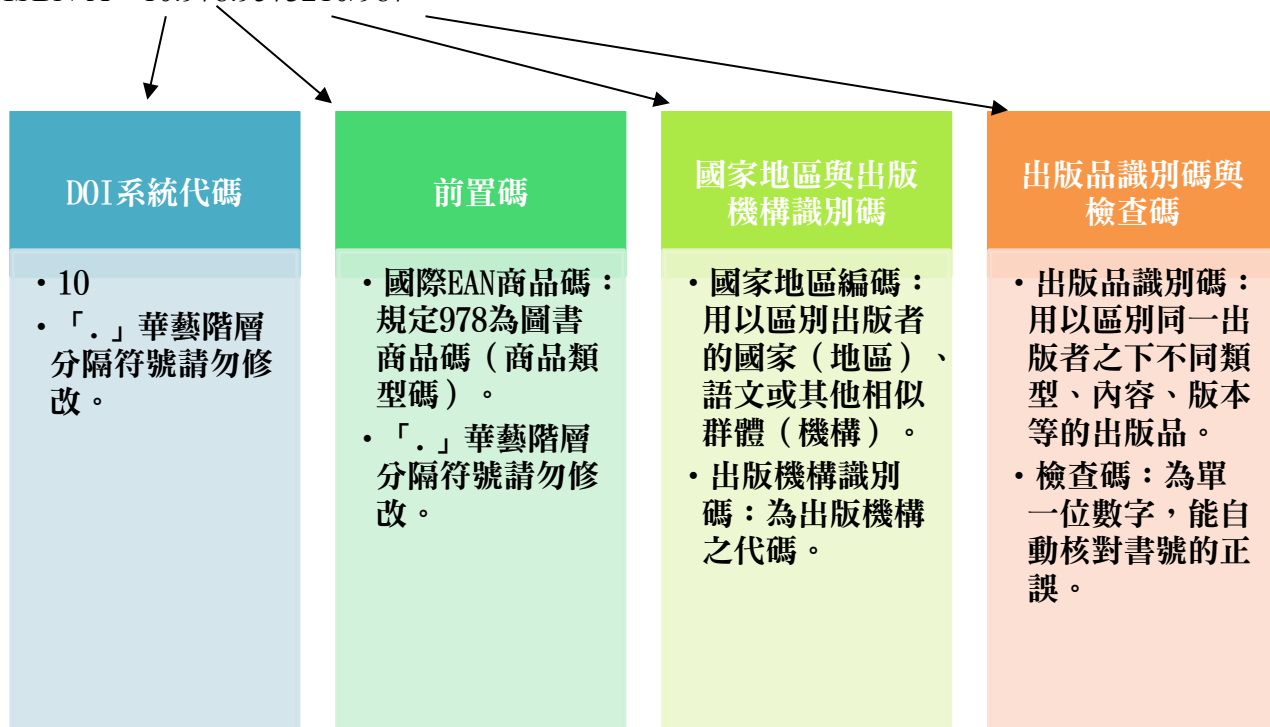 DOI系統代碼
・10
・「.」華藝階層
分隔符號請勿修
改。
前置碼
・國際EAN商品碼：
規定978為圖書
商品碼（商品類
型碼）。
・「.」華藝階層
分隔符號請勿修
改。
國家地區與出版
機構識別碼
・國家地區編碼：
用以區別出版者
的國家（地區）、
語文或其他相似
群體（機構）。
・出版機構識別
碼：為出版機構
之代碼。
出版品識別碼與
檢查碼
・出版品識別碼：
用以區別同一出
版者之下不同類
型、內容、版本
等的出版品。
・檢查碼：為單
一位數字，能自
動核對書號的正
誤。